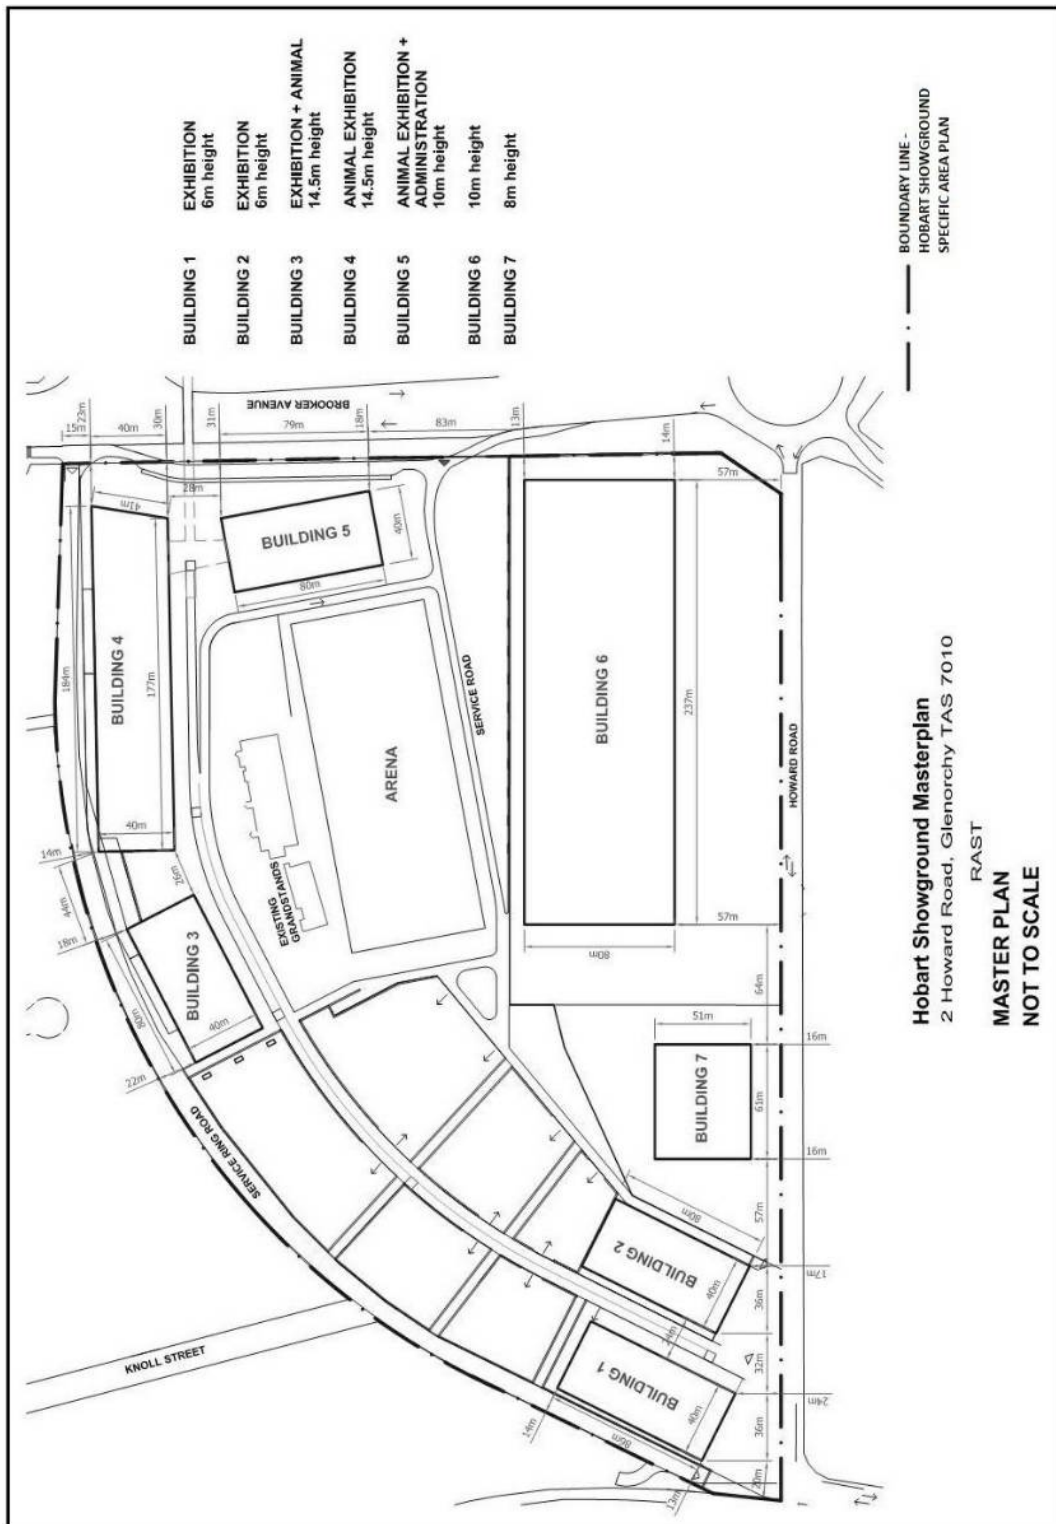 BUILDING 1 EXHIBITION
6m height
BUILDING 2 EXHIBITION
6m height
BUILDING 3 EXHIBITION + ANIMAL
14.5m height
BUILDING 4 ANIMAL EXHIBITION
14.5m height
BUILDING 5 ANIMAL EXHIBITION +
ADMINISTRATION
10m height
BUILDING 6 10m height
BUILDING 7 8m height
BOUNDARY LINE -
HOBART SHOWGROUND
SPECIFIC AREA PLAN
BROOKER AVENUE
15m
23m
40m
30m
31m
79m
18m
83m
13m
14m
57m
41m
28m
184m
BUILDING 4
177m
40m
BUILDING 5
40m
80m
14m
44m
18m
26m
BUILDING 3
40m
80m
22m
EXISTING
GRANDSTANDS
ARENA
SERVICE ROAD
BUILDING 6
237m
80m
57m
64m
HOWARD ROAD
SERVICE RING ROAD
KNOLL STREET
51m
BUILDING 7
61m
16m
16m
57m
80m
BUILDING 2
40m
17m
36m
24m
32m
BUILDING 1
40m
24m
36m
14m
86m
13m
20m
Hobart Showground Masterplan
2 Howard Road, Glenorchy TAS 7010
RAST
MASTER PLAN
NOT TO SCALE